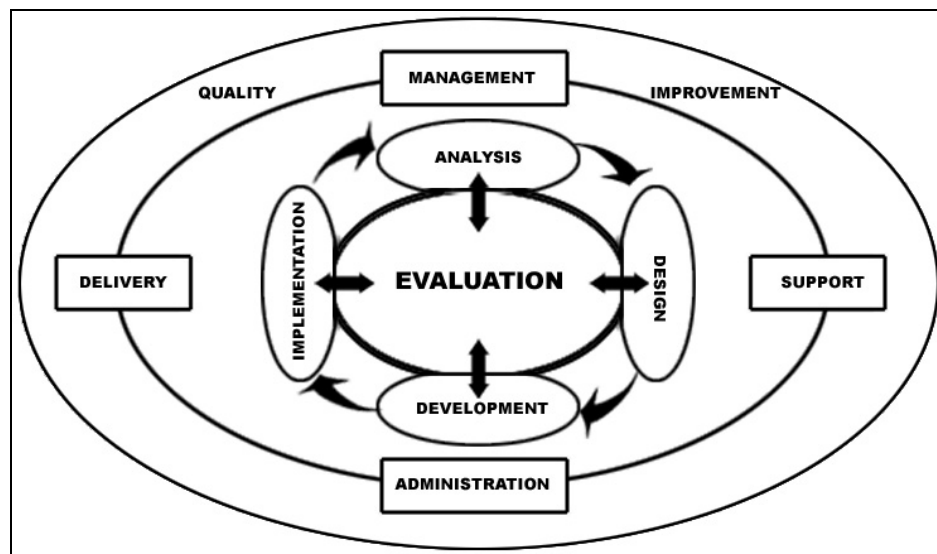 MANAGEMENT
QUALITY
IMPROVEMENT
ANALYSIS
IMPLEMENTATION
DELIVERY
EVALUATION
DESIGN
SUPPORT
DEVELOPMENT
ADMINISTRATION